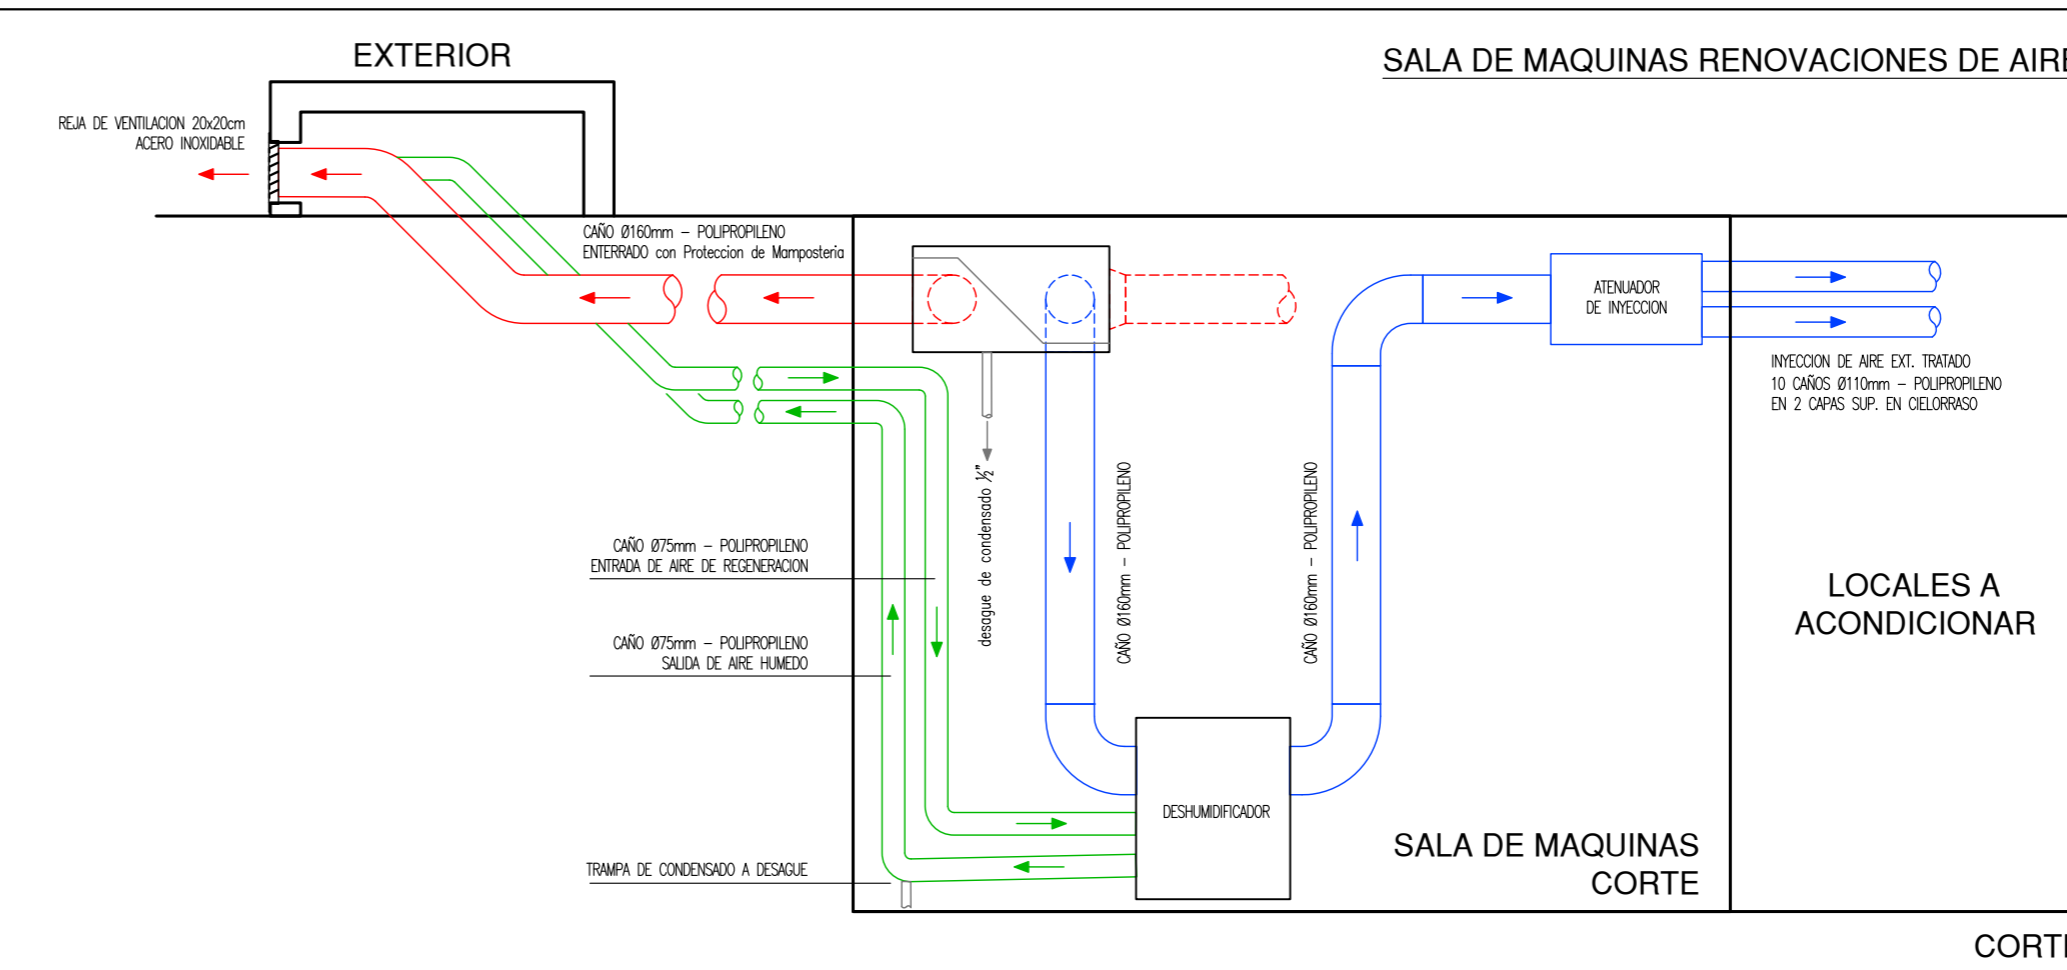 EXTERIOR
SALA DE MAQUINAS RENOVACIONES DE AIRE
REJA DE VENTILACION 20x20cm
ACERO INOXIDABLE
CAÑO Ø160mm – POLIPROPILENO
ENTERRADO con Proteccion de Mamposteria
ATENUADOR
DE INYECCION
INYECCION DE AIRE EXT. TRATADO
10 CAÑOS Ø110mm – POLIPROPILENO
EN 2 CAPAS SUP. EN CIELORRASO
desague de condensado ½"
CAÑO Ø160mm – POLIPROPILENO
CAÑO Ø160mm – POLIPROPILENO
CAÑO Ø75mm – POLIPROPILENO
ENTRADA DE AIRE DE REGENERACION
CAÑO Ø75mm – POLIPROPILENO
SALIDA DE AIRE HUMEDO
LOCALES A
ACONDICIONAR
DESHUMIDIFICADOR
TRAMPA DE CONDENSADO A DESAGUE
SALA DE MAQUINAS
CORTE
CORTE